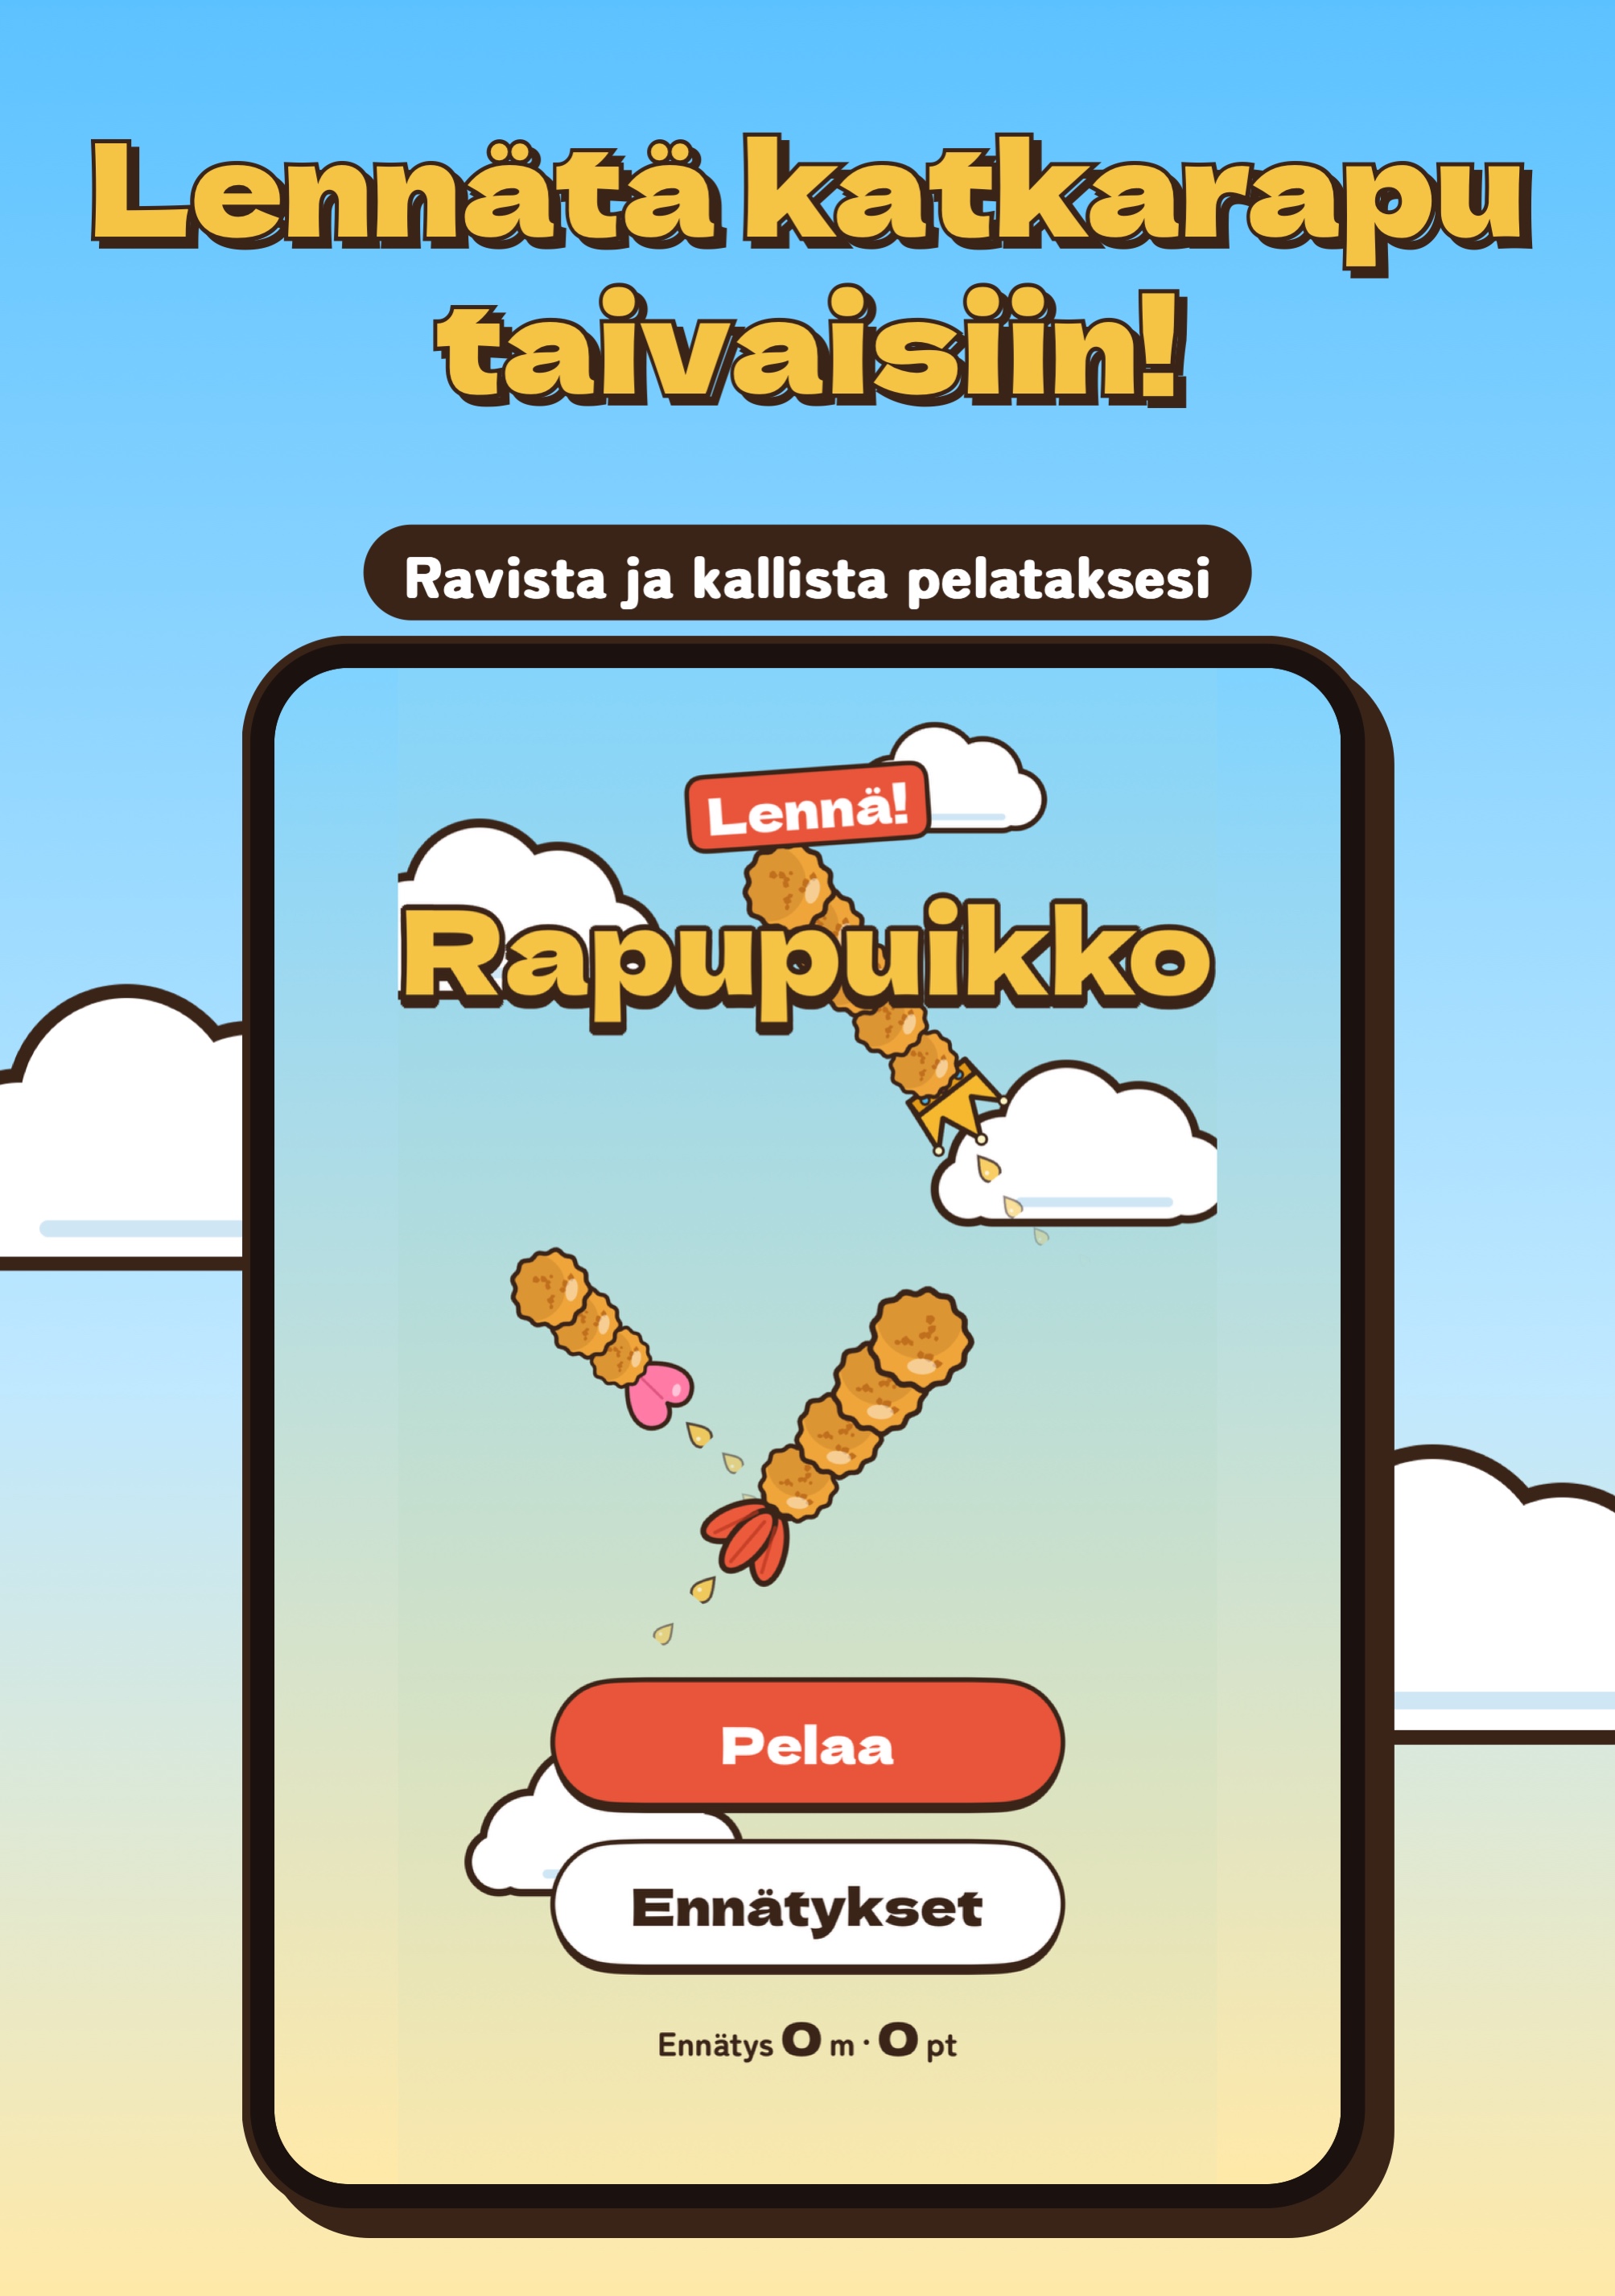 Lennätä katkarapu
taivaisiin!
Ravista ja kallista pelataksesi
Lennä!
Rapupuikko
Pelaa
Ennätykset
Ennätys 0 m · 0 pt